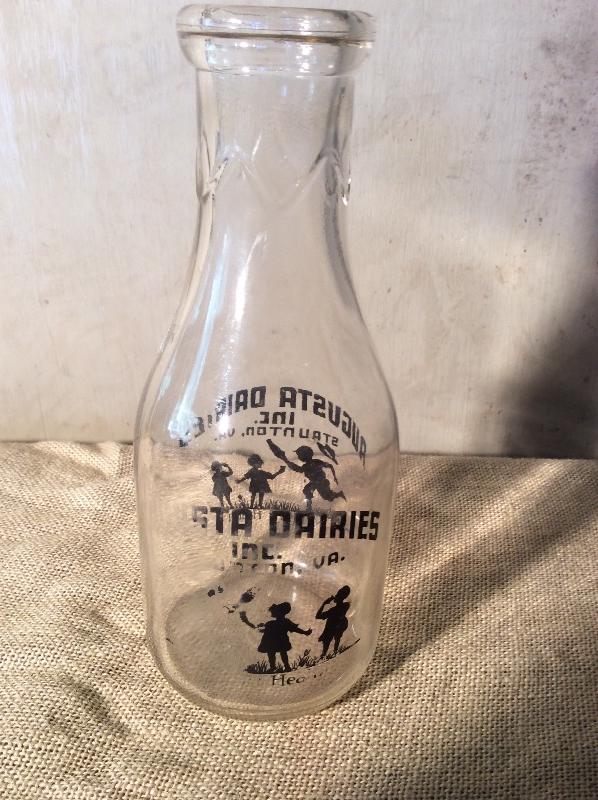 AUGUSTA DAIRIES
INC.
STAUNTON, VA.
STA DAIRIES
INC.
VA.